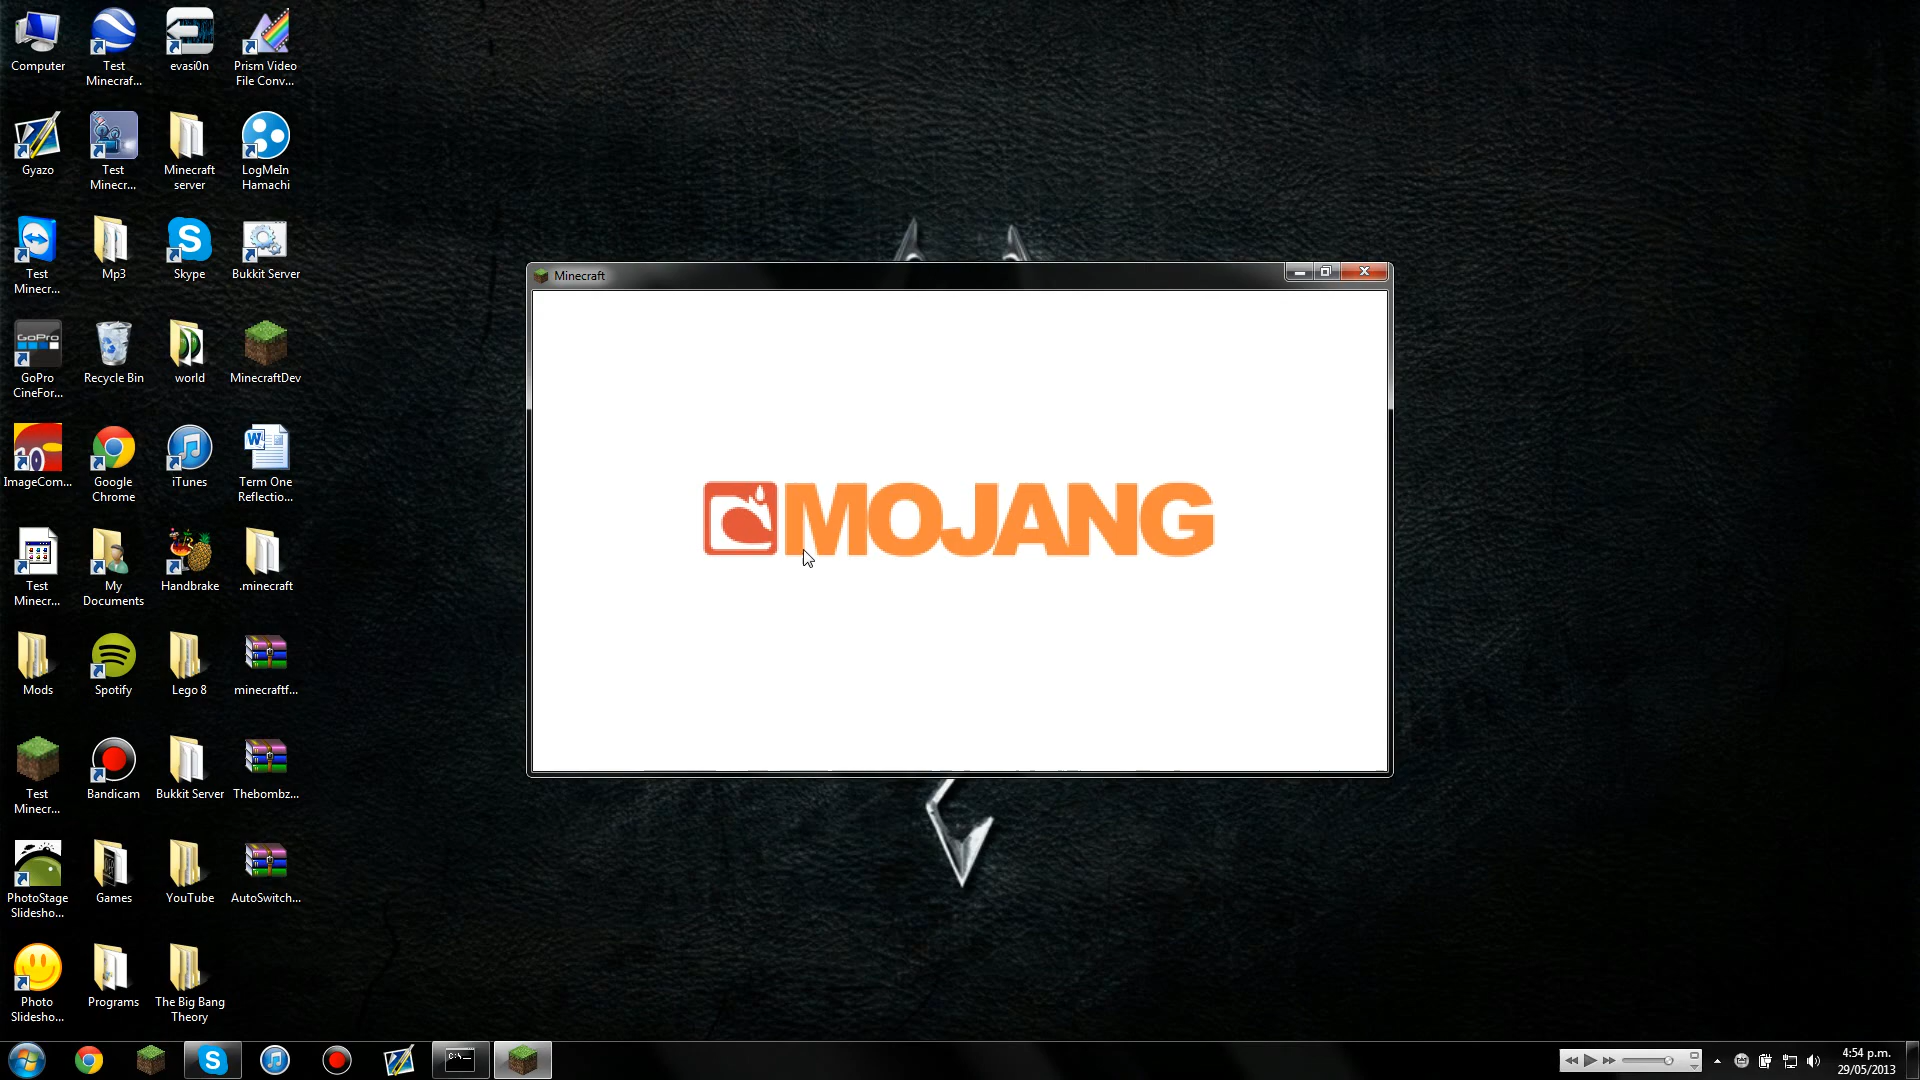 Computer
Test
Minecraf...
evasi0n
Prism Video
File Conv...
Gyazo
Test
Minecr...
Minecraft
server
LogMeIn
Hamachi
Test
Minecr...
Mp3
Skype
Bukkit Server
GoPro
GoPro
CineFor...
Recycle Bin
world
MinecraftDev
ImageCom...
Google
Chrome
iTunes
Term One
Reflectio...
Test
Minecr...
My
Documents
Handbrake
.minecraft
Mods
Spotify
Lego 8
minecraftf...
Test
Minecr...
Bandicam
Bukkit Server
Thebombz...
PhotoStage
Slidesho...
Games
YouTube
AutoSwitch...
Photo
Slidesho...
Programs
The Big Bang
Theory
Minecraft
MOJANG
C:\_
4:54 p.m.
29/05/2013